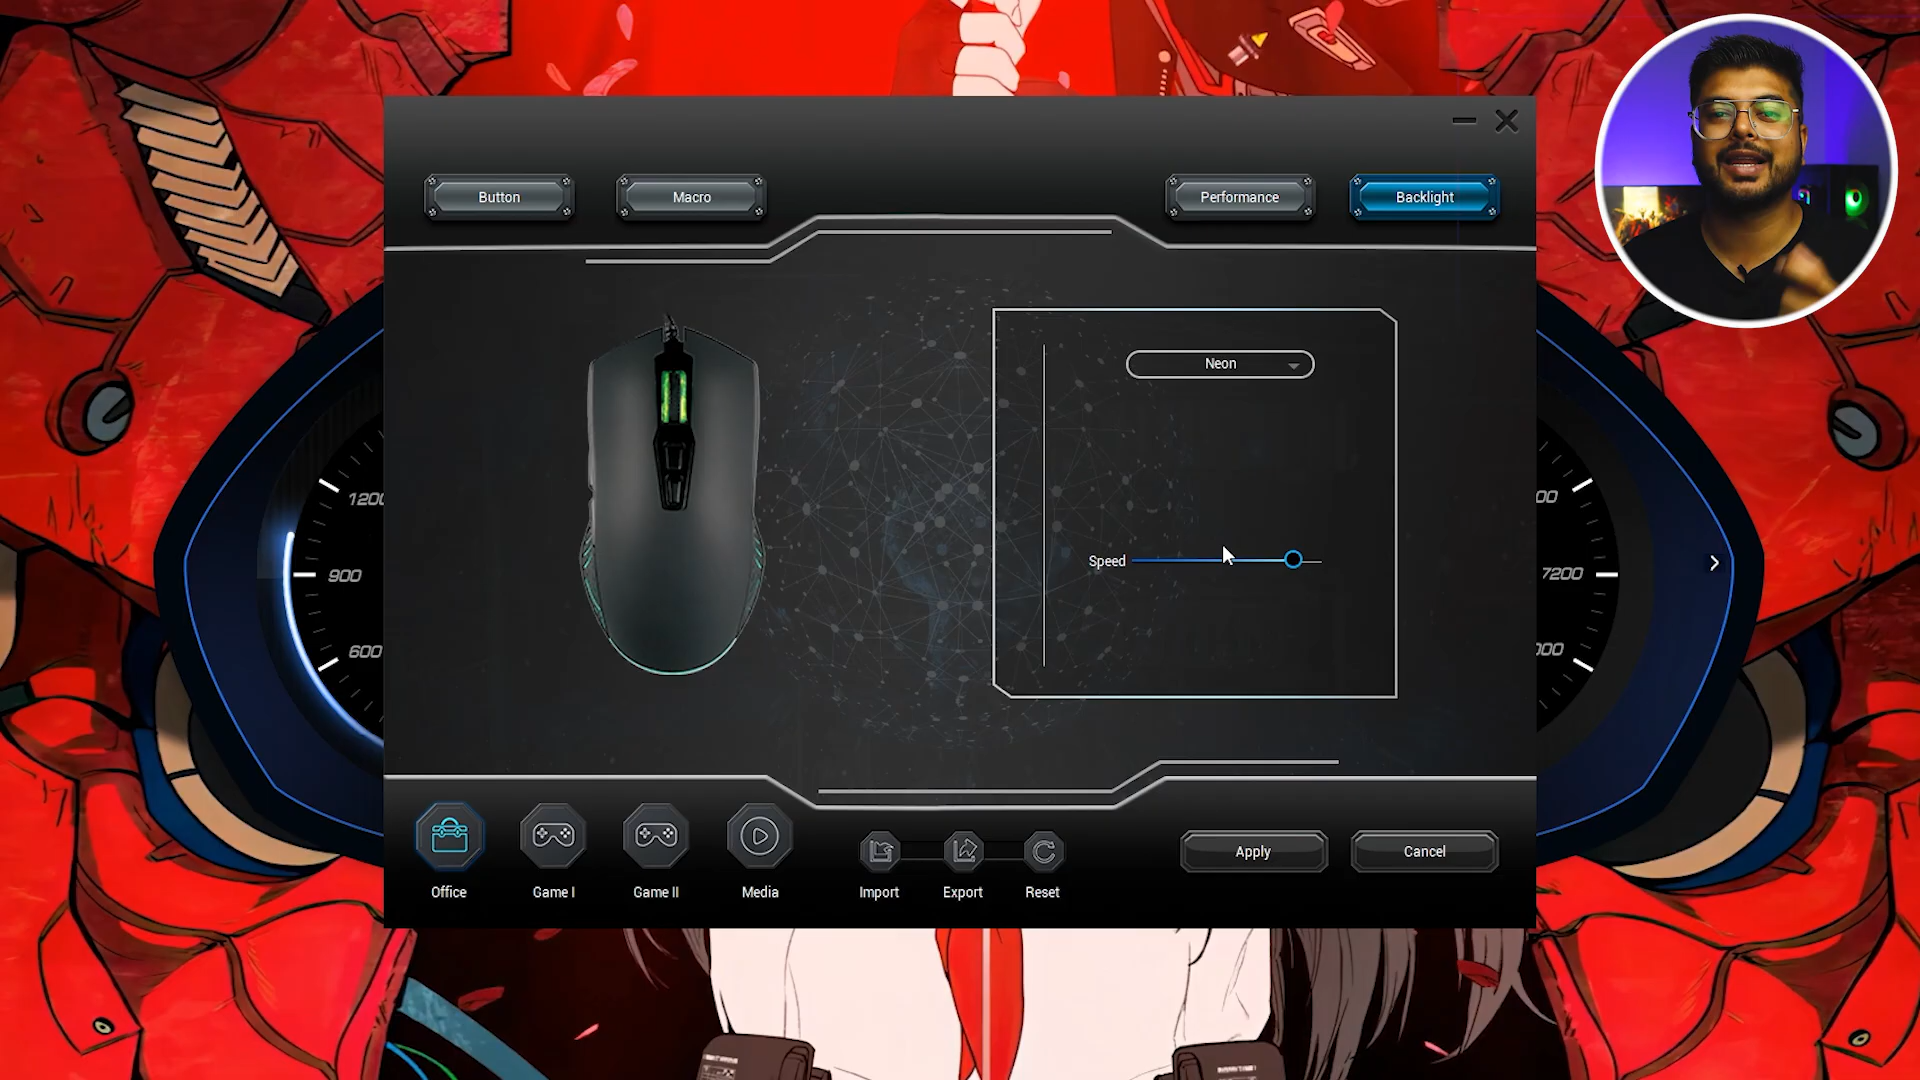 Button
Macro
Performance
Backlight
Neon
Speed
1200
900
600
00
7200
000
Office
Game I
Game II
Media
Import
Export
Reset
Apply
Cancel